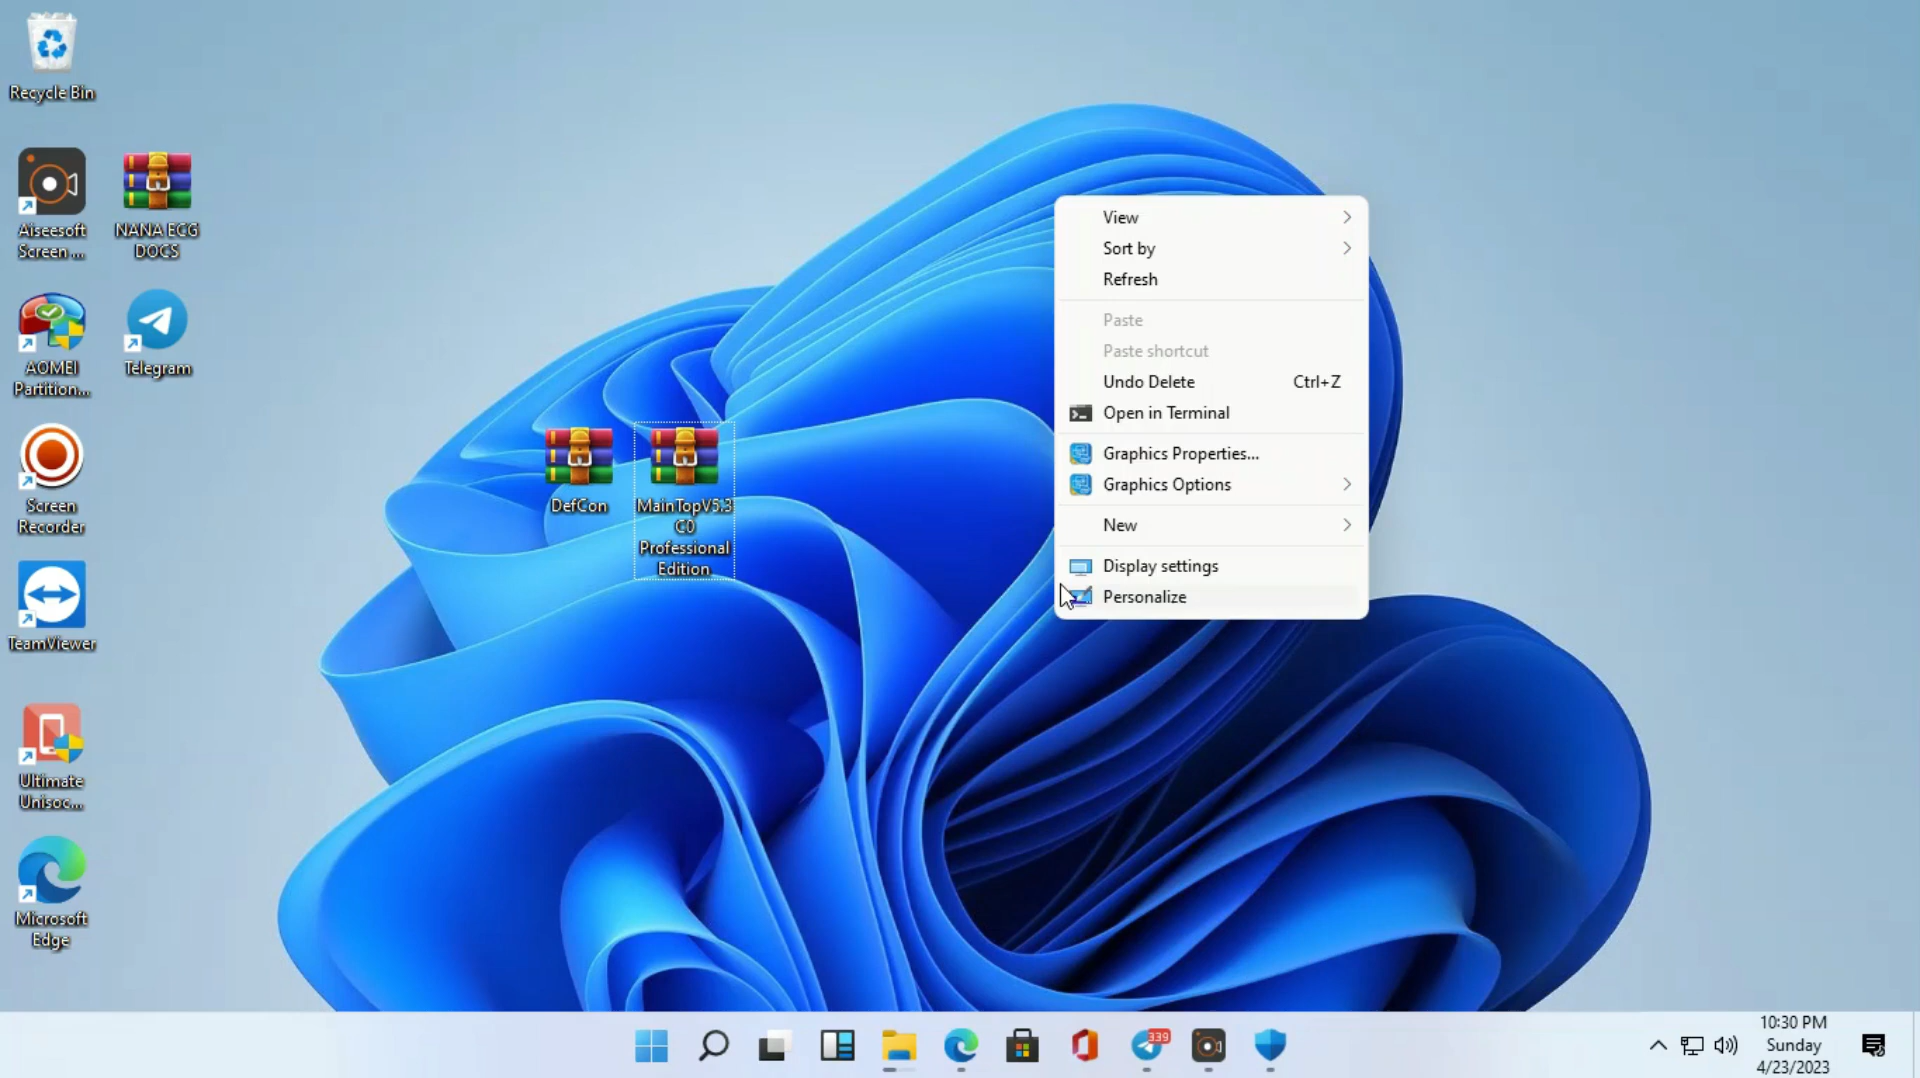 Recycle Bin
Aiseesoft
Screen ...
NANA ECG
DOCS
AOMEI
Partition...
Telegram
Screen
Recorder
TeamViewer
Ultimate
Unisoc...
Microsoft
Edge
DefCon
MainTopV5.3
C0
Professional
Edition
View
Sort by
Refresh
Paste
Paste shortcut
Undo Delete Ctrl+Z
Open in Terminal
Graphics Properties...
Graphics Options
New
Display settings
Personalize
339
10:30 PM
Sunday
4/23/2023